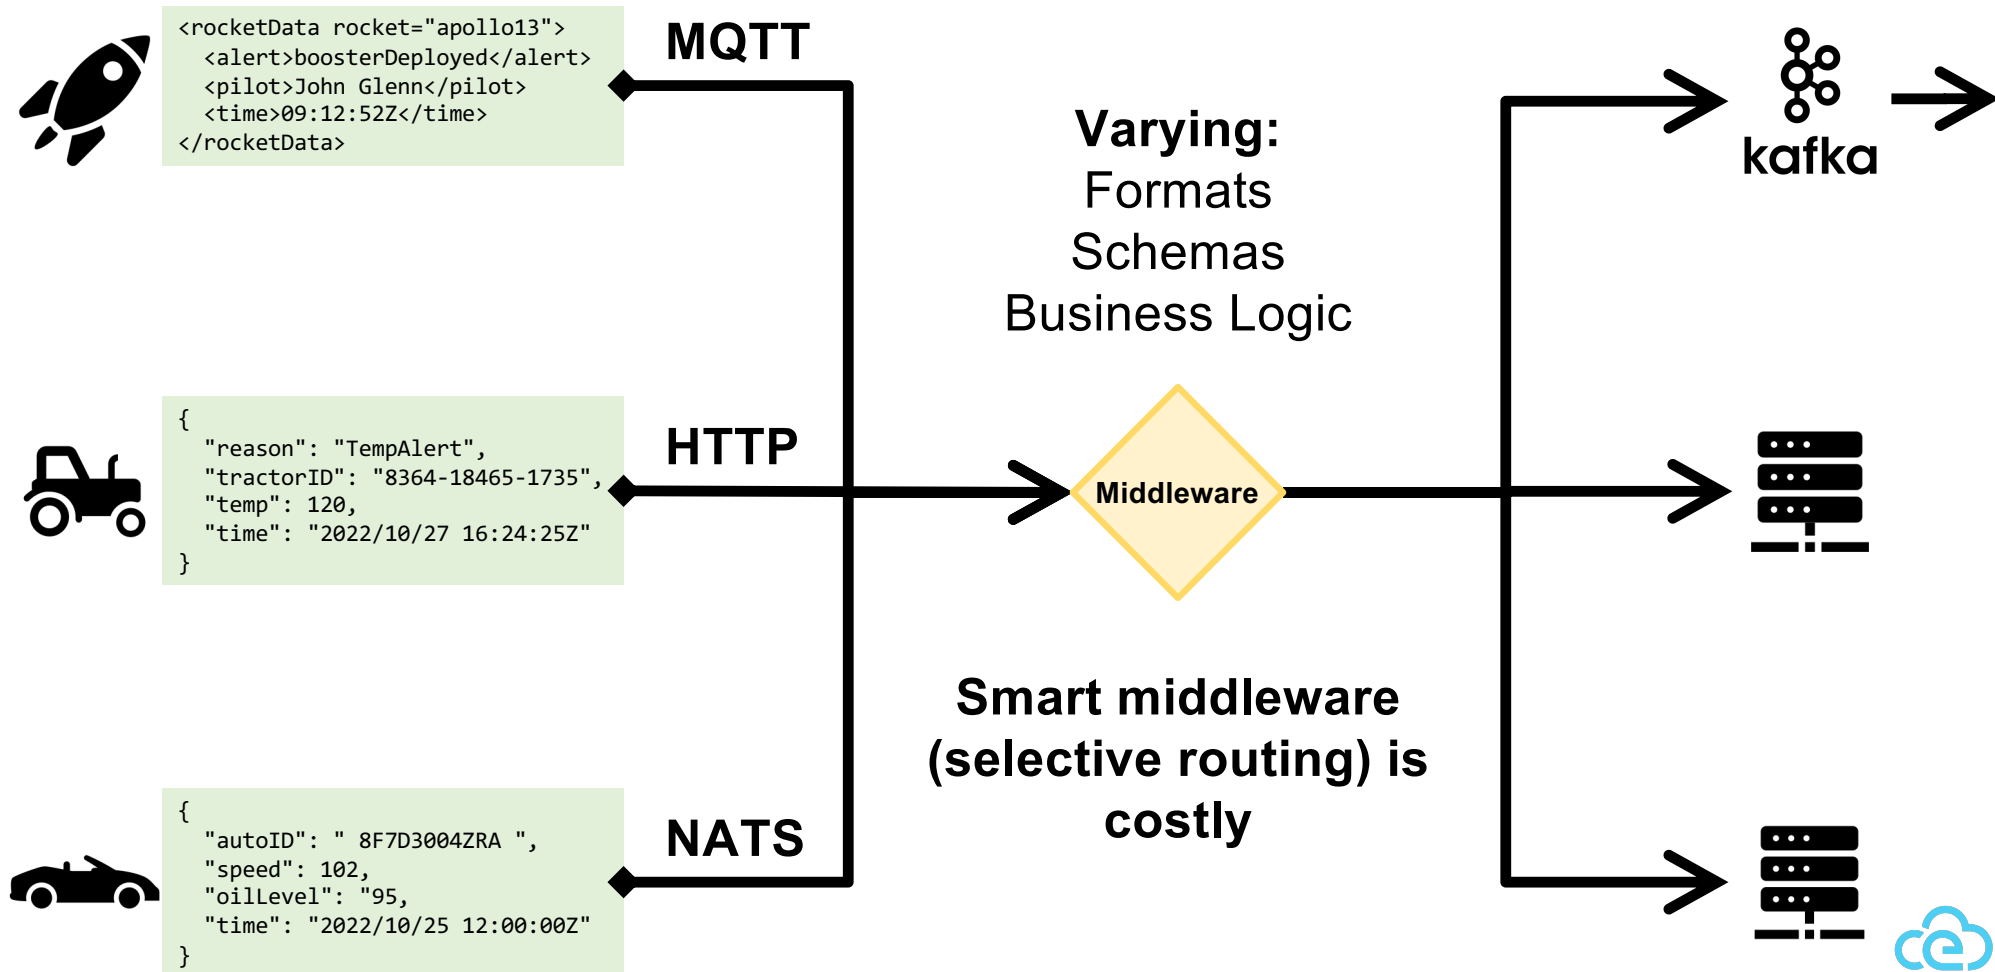 <rocketData rocket="apollo13">
  <alert>boosterDeployed</alert>
  <pilot>John Glenn</pilot>
  <time>09:12:52Z</time>
</rocketData>
MQTT
Varying:
Formats
Schemas
Business Logic
kafka
{
  "reason": "TempAlert",
  "tractorID": "8364-18465-1735",
  "temp": 120,
  "time": "2022/10/27 16:24:25Z"
}
HTTP
Middleware
Smart middleware
(selective routing) is
costly
{
  "autoID": " 8F7D3004ZRA ",
  "speed": 102,
  "oilLevel": "95,
  "time": "2022/10/25 12:00:00Z"
}
NATS